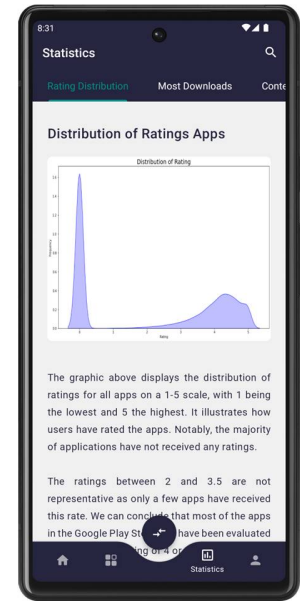 8:31
Statistics
Rating Distribution Most Downloads Conte
Distribution of Ratings Apps
Distribution of Rating
Rating
The graphic above displays the distribution of
ratings for all apps on a 1-5 scale, with 1 being
the lowest and 5 the highest. It illustrates how
users have rated the apps. Notably, the majority
of applications have not received any ratings.
The ratings between 2 and 3.5 are not
representative as only a few apps have received
this rate. We can conclude that most of the apps
in the Google Play have been evaluated
of 4
Statistics